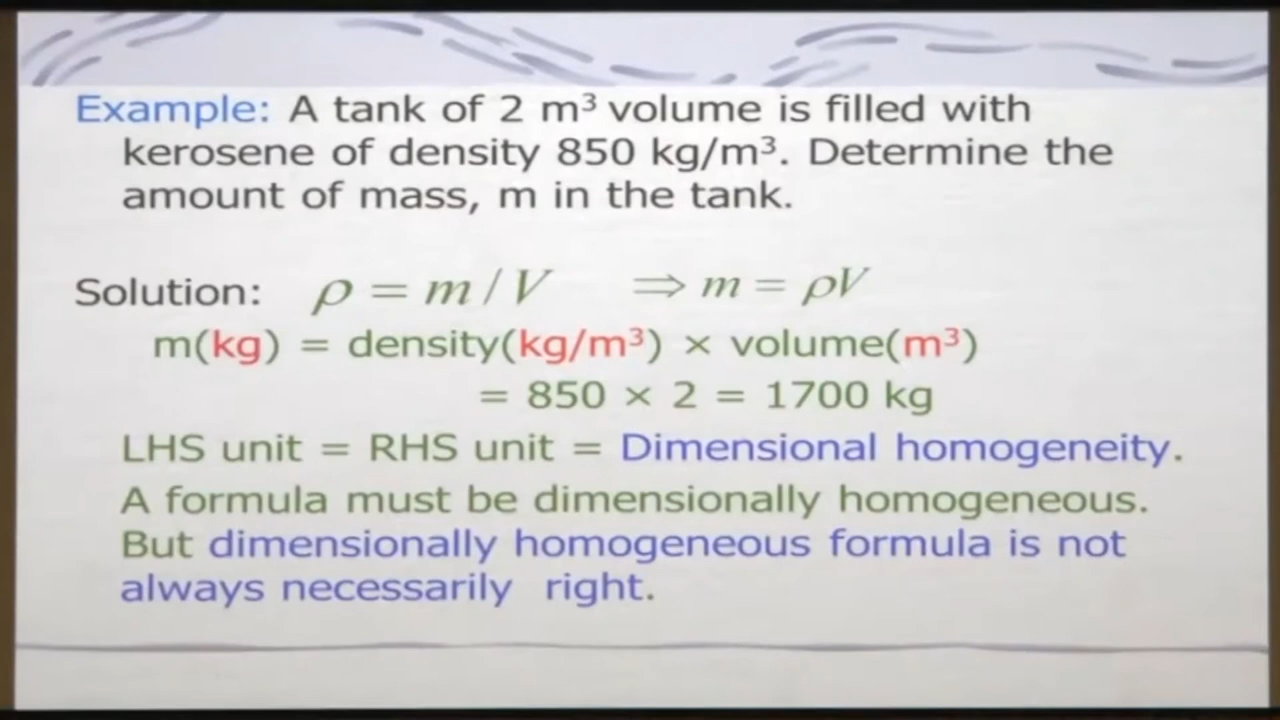 Example: A tank of 2 m³ volume is filled with
kerosene of density 850 kg/m³. Determine the
amount of mass, m in the tank.
Solution: ρ = m / V ⇒ m = ρV
m(kg) = density(kg/m³) × volume(m³)
= 850 × 2 = 1700 kg
LHS unit = RHS unit = Dimensional homogeneity.
A formula must be dimensionally homogeneous.
But dimensionally homogeneous formula is not
always necessarily right.